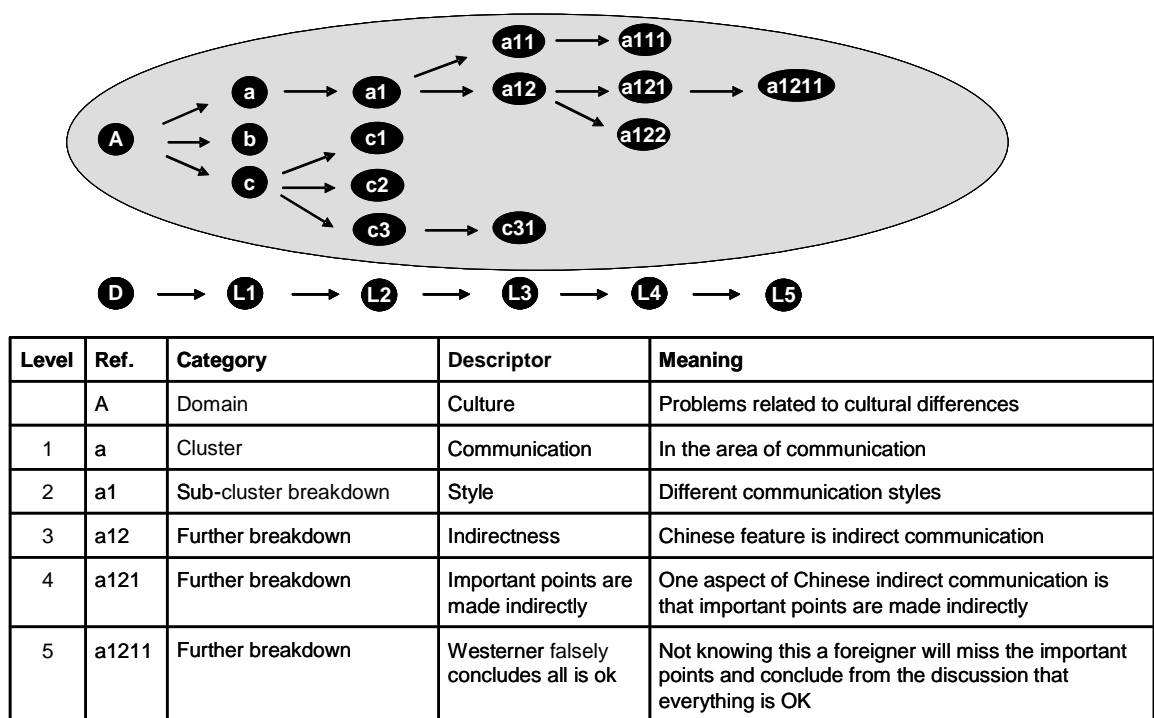 a11 a111
a a1 a12 a121 a1211
A b c1 a122
c c2
c3 c31
D L1 L2 L3 L4 L5
Level Ref. Category Descriptor Meaning
A Domain Culture Problems related to cultural differences
1 a Cluster Communication In the area of communication
2 a1 Sub-cluster breakdown Style Different communication styles
3 a12 Further breakdown Indirectness Chinese feature is indirect communication
4 a121 Further breakdown Important points are One aspect of Chinese indirect communication is
made indirectly that important points are made indirectly
5 a1211 Further breakdown Westerner falsely Not knowing this a foreigner will miss the important
concludes all is ok points and conclude from the discussion that
everything is OK